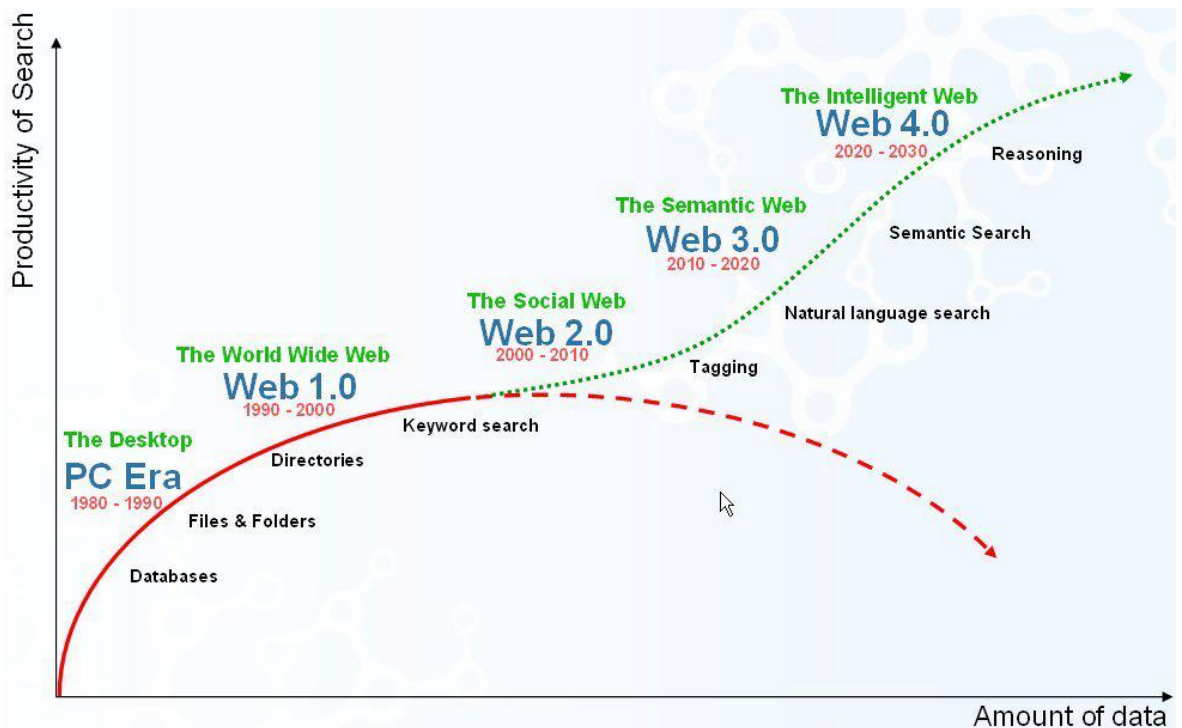 Productivity of Search
The Intelligent Web
Web 4.0
2020 - 2030
Reasoning
The Semantic Web
Web 3.0
2010 - 2020
Semantic Search
The Social Web
Web 2.0
2000 - 2010
Natural language search
The World Wide Web
Web 1.0
1990 - 2000
Tagging
Keyword search
The Desktop
PC Era
1980 - 1990
Directories
Files & Folders
Databases
Amount of data